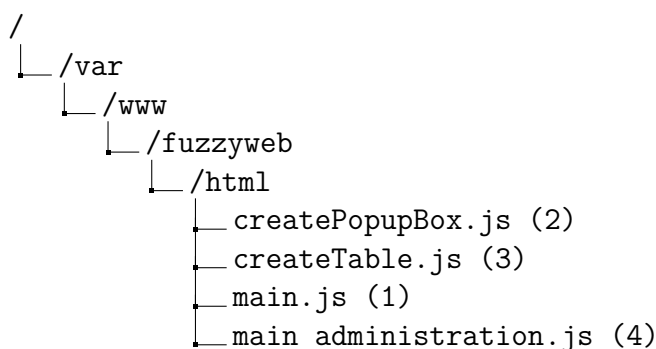 /
/var
/www
/fuzzyweb
/html
createPopupBox.js (2)
createTable.js (3)
main.js (1)
main administration.js (4)